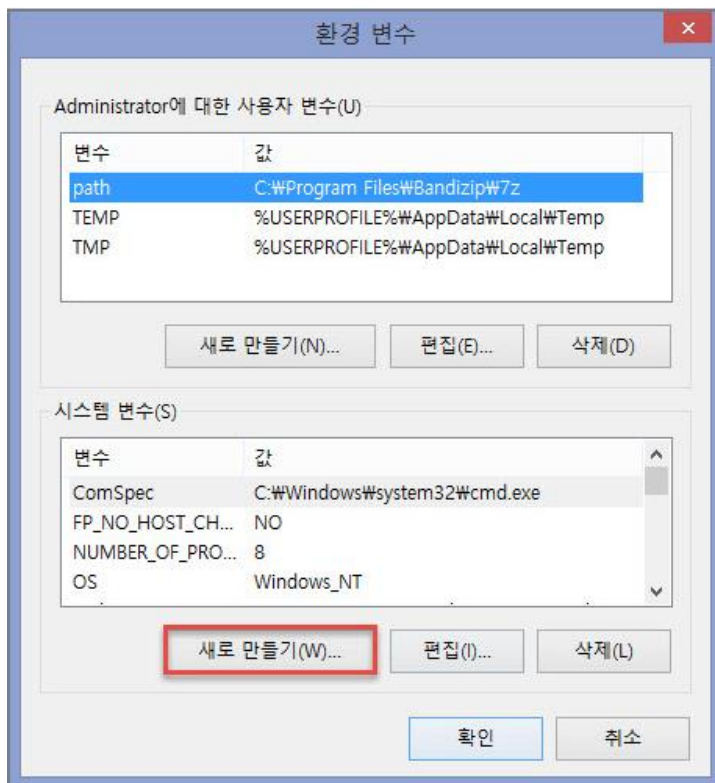 환경 변수
Administrator에 대한 사용자 변수(U)
변수 값
path C:₩Program Files₩Bandizip₩7z
TEMP %USERPROFILE%₩AppData₩Local₩Temp
TMP %USERPROFILE%₩AppData₩Local₩Temp
새로 만들기(N)... 편집(E)... 삭제(D)
시스템 변수(S)
변수 값
ComSpec C:₩Windows₩system32₩cmd.exe
FP_NO_HOST_CH... NO
NUMBER_OF_PRO... 8
OS Windows_NT
새로 만들기(W)... 편집(I)... 삭제(L)
확인 취소